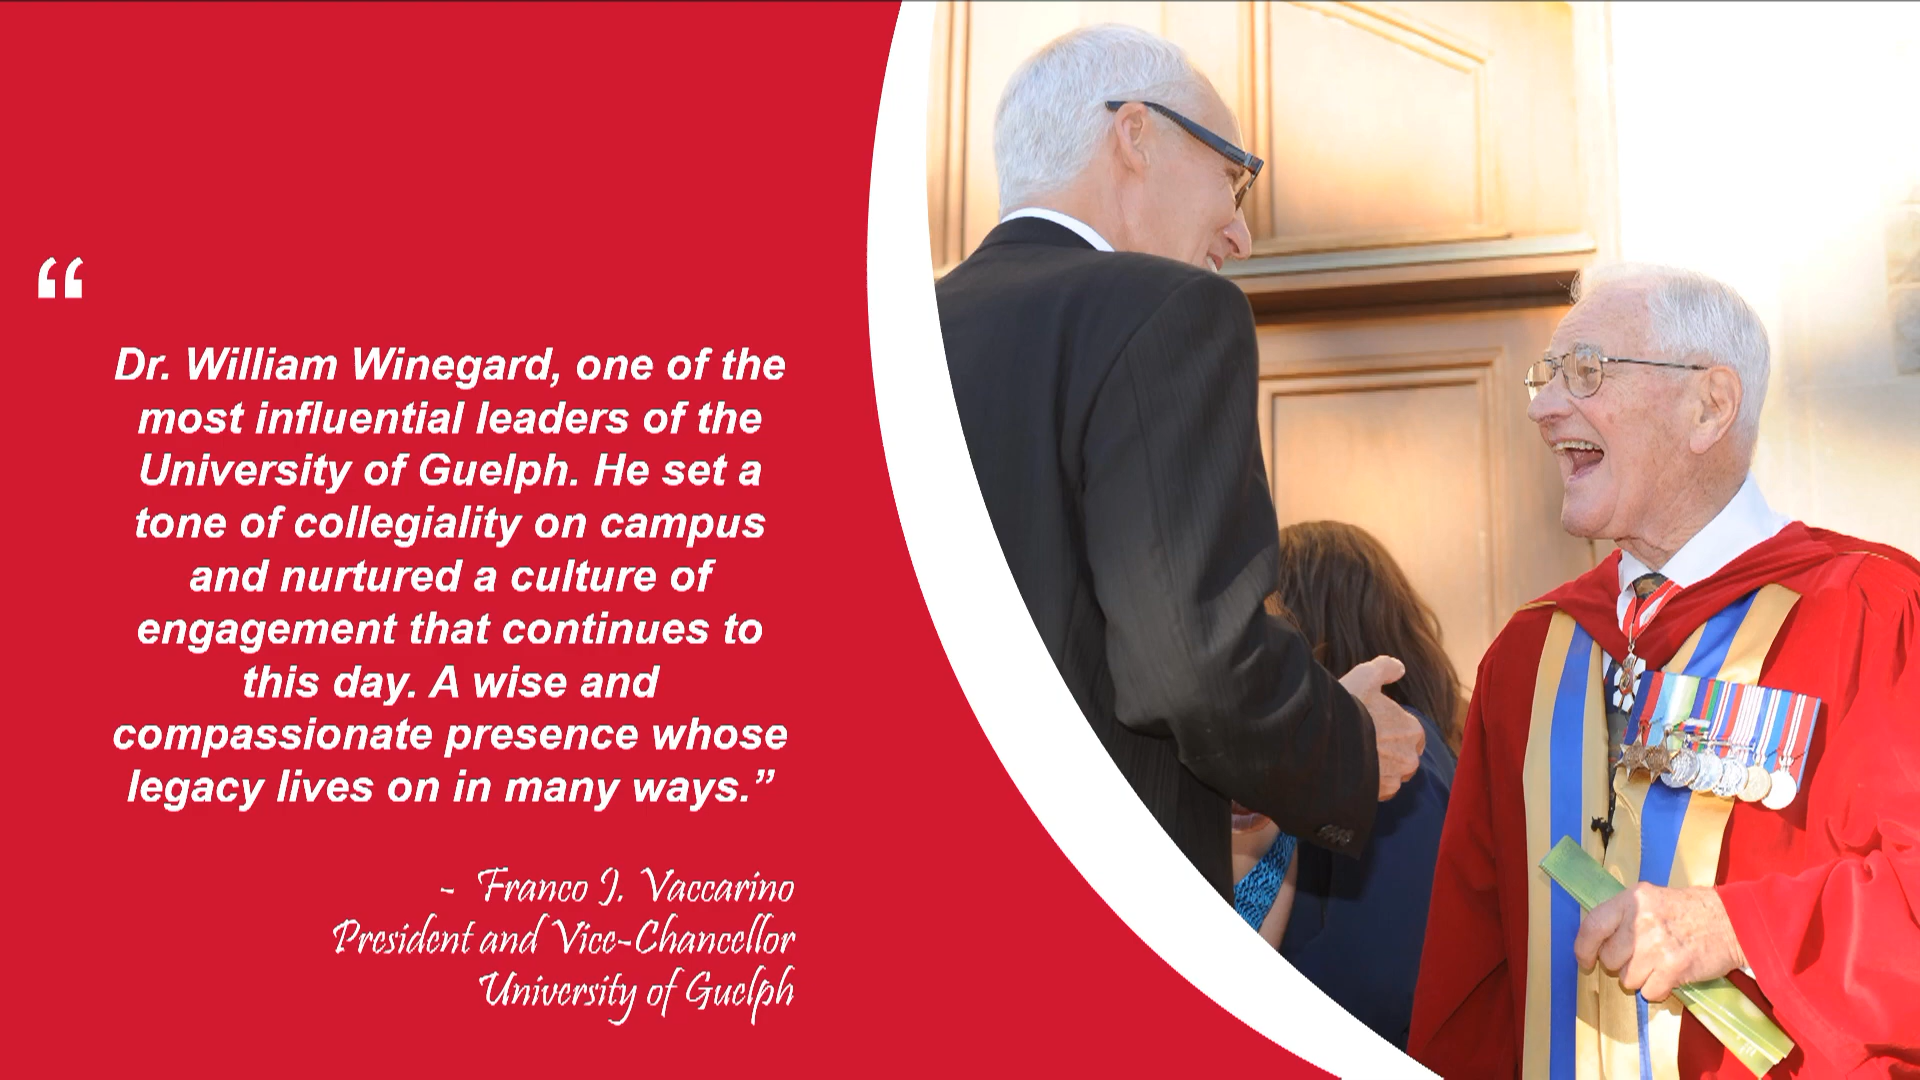 “
Dr. William Winegard, one of the
most influential leaders of the
University of Guelph. He set a
tone of collegiality on campus
and nurtured a culture of
engagement that continues to
this day. A wise and
compassionate presence whose
legacy lives on in many ways.”
- Franco J. Vaccarino
President and Vice-Chancellor
University of Guelph